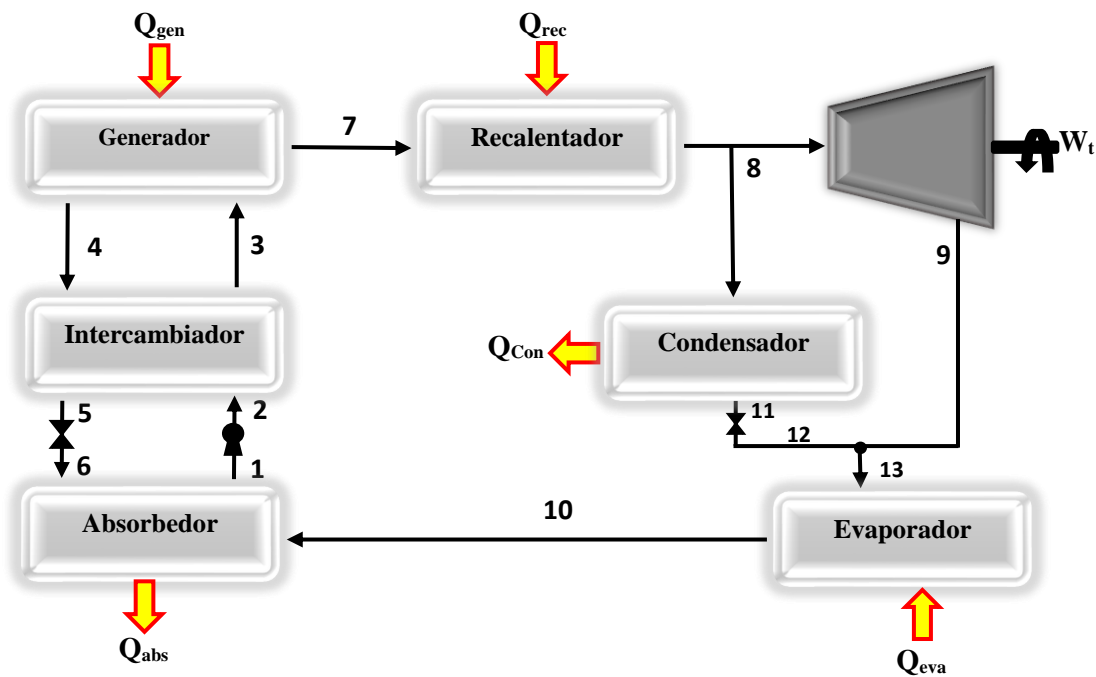 Qgen
Qrec
Generador
7
Recalentador
8
Wt
4
3
9
Intercambiador
QCon
Condensador
5
2
11
12
6
1
13
Absorbedor
10
Evaporador
Qabs
Qeva